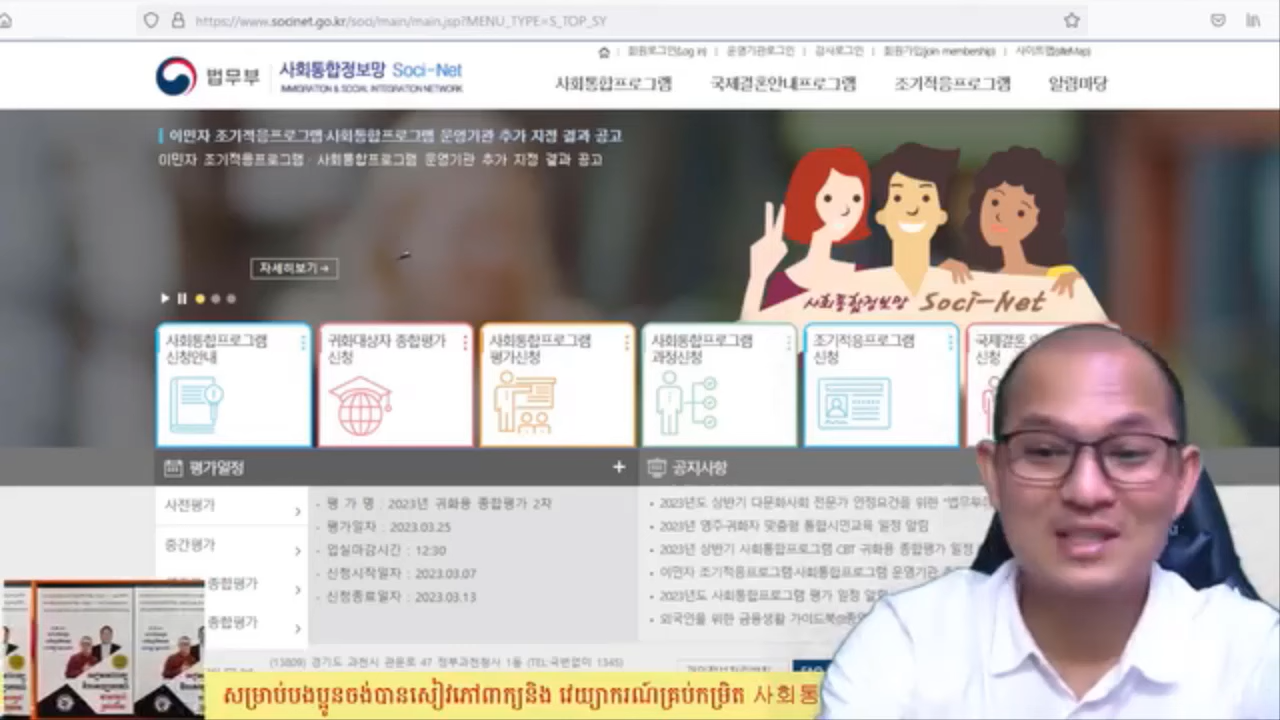 https://www.socinet.go.kr/soci/main/main.jsp?MENU_TYPE=S_TOP_SY
회원로그인(Log in) | 운영기관로그인 | 강사로그인 | 회원가입(join membership) | 사이트맵(siteMap)
법무부
사회통합정보망 Soci-Net
IMMIGRATION & SOCIAL INTEGRATION NETWORK
사회통합프로그램 국제결혼안내프로그램 조기적응프로그램 알림마당
이민자 조기적응프로그램·사회통합프로그램 운영기관 추가 지정 결과 공고
이민자 조기적응프로그램· 사회통합프로그램 운영기관 추가 지정 결과 공고
자세히보기
사회통합정보망 Soci-Net
사회통합프로그램
신청안내
귀화대상자 종합평가
신청
사회통합프로그램
평가신청
사회통합프로그램
과정신청
조기적응프로그램
신청
국제결혼
신청
평가일정 +
공지사항
사전평가
중간평가
종합평가
종합평가
평 가 명 : 2023년 귀화용 종합평가 2차
평가일자 : 2023.03.25
입실마감시간 : 12:30
신청시작일자 : 2023.03.07
신청종료일자 : 2023.03.13
2023년도 상반기 다문화사회 전문가 인정요건을 위한 "법무부
2023년 영주·귀화자 맞춤형 통합시민교육 일정 알림
2023년 상반기 사회통합프로그램 CBT 귀화용 종합평가 일정
이민자 조기적응프로그램·사회통합프로그램 운영기관
2023년도 사회통합프로그램 평가 일정
외국인을 위한 금융생활 가이드북
(13809) 경기도 과천시 관문로 47 정부과천청사 1동 (TEL:국번없이 1345)
សម្រាប់បងប្អូនចង់បានសៀវភៅពាក្យនិង វេយ្យាករណ៍គ្រប់កម្រិត 사회통